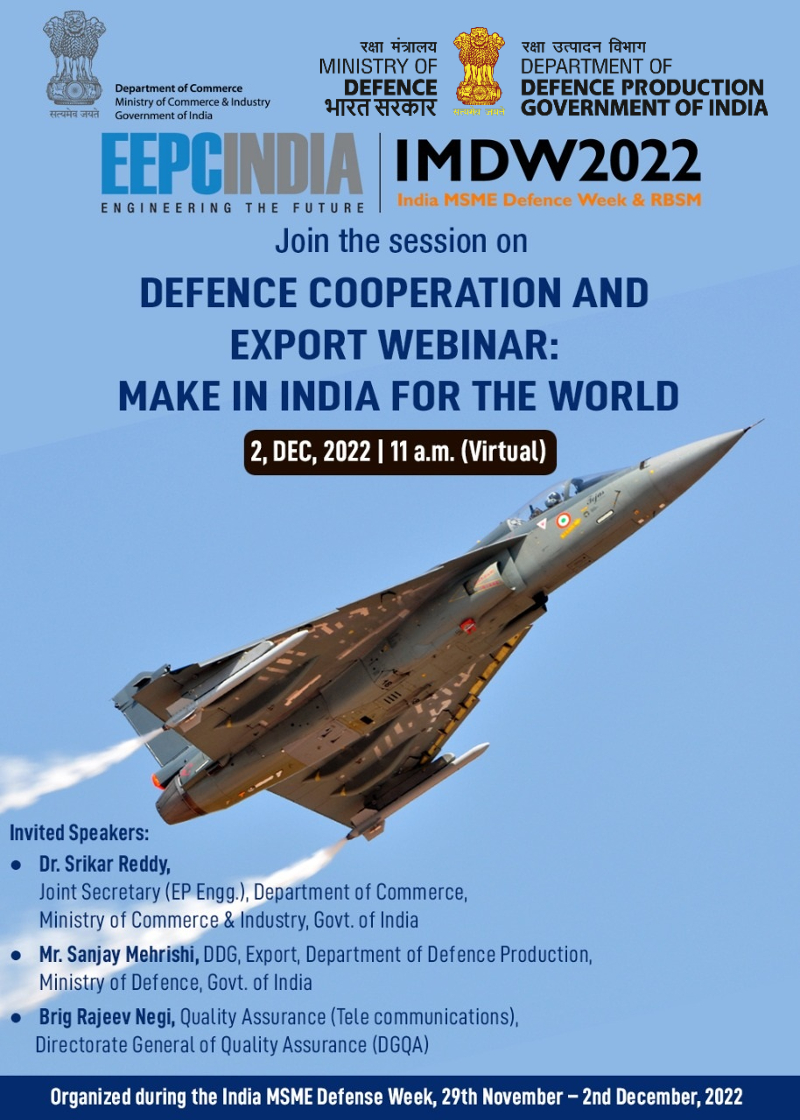 सत्यमेव जयते
Department of Commerce
Ministry of Commerce & Industry
Government of India
रक्षा मंत्रालय
MINISTRY OF
DEFENCE
भारत सरकार
रक्षा उत्पादन विभाग
DEPARTMENT OF
DEFENCE PRODUCTION
GOVERNMENT OF INDIA
EEPCINDIA
ENGINEERING THE FUTURE
IMDW2022
India MSME Defence Week & RBSM
Join the session on
DEFENCE COOPERATION AND
EXPORT WEBINAR:
MAKE IN INDIA FOR THE WORLD
2, DEC, 2022 | 11 a.m. (Virtual)
Invited Speakers:
● Dr. Srikar Reddy,
Joint Secretary (EP Engg.), Department of Commerce,
Ministry of Commerce & Industry, Govt. of India
● Mr. Sanjay Mehrishi, DDG, Export, Department of Defence Production,
Ministry of Defence, Govt. of India
● Brig Rajeev Negi, Quality Assurance (Tele communications),
Directorate General of Quality Assurance (DGQA)
Organized during the India MSME Defense Week, 29th November – 2nd December, 2022